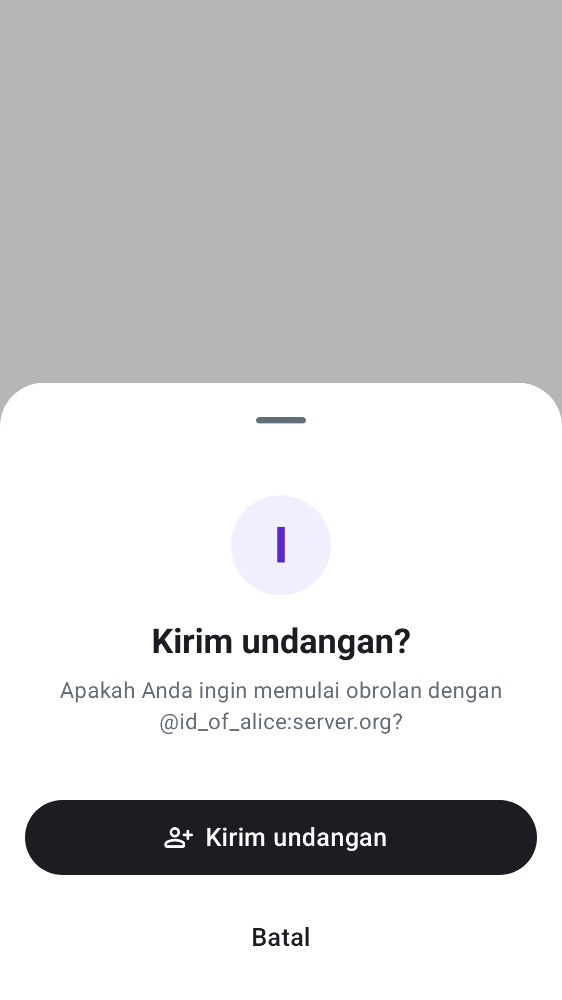 I
Kirim undangan?
Apakah Anda ingin memulai obrolan dengan
@id_of_alice:server.org?
Kirim undangan
Batal